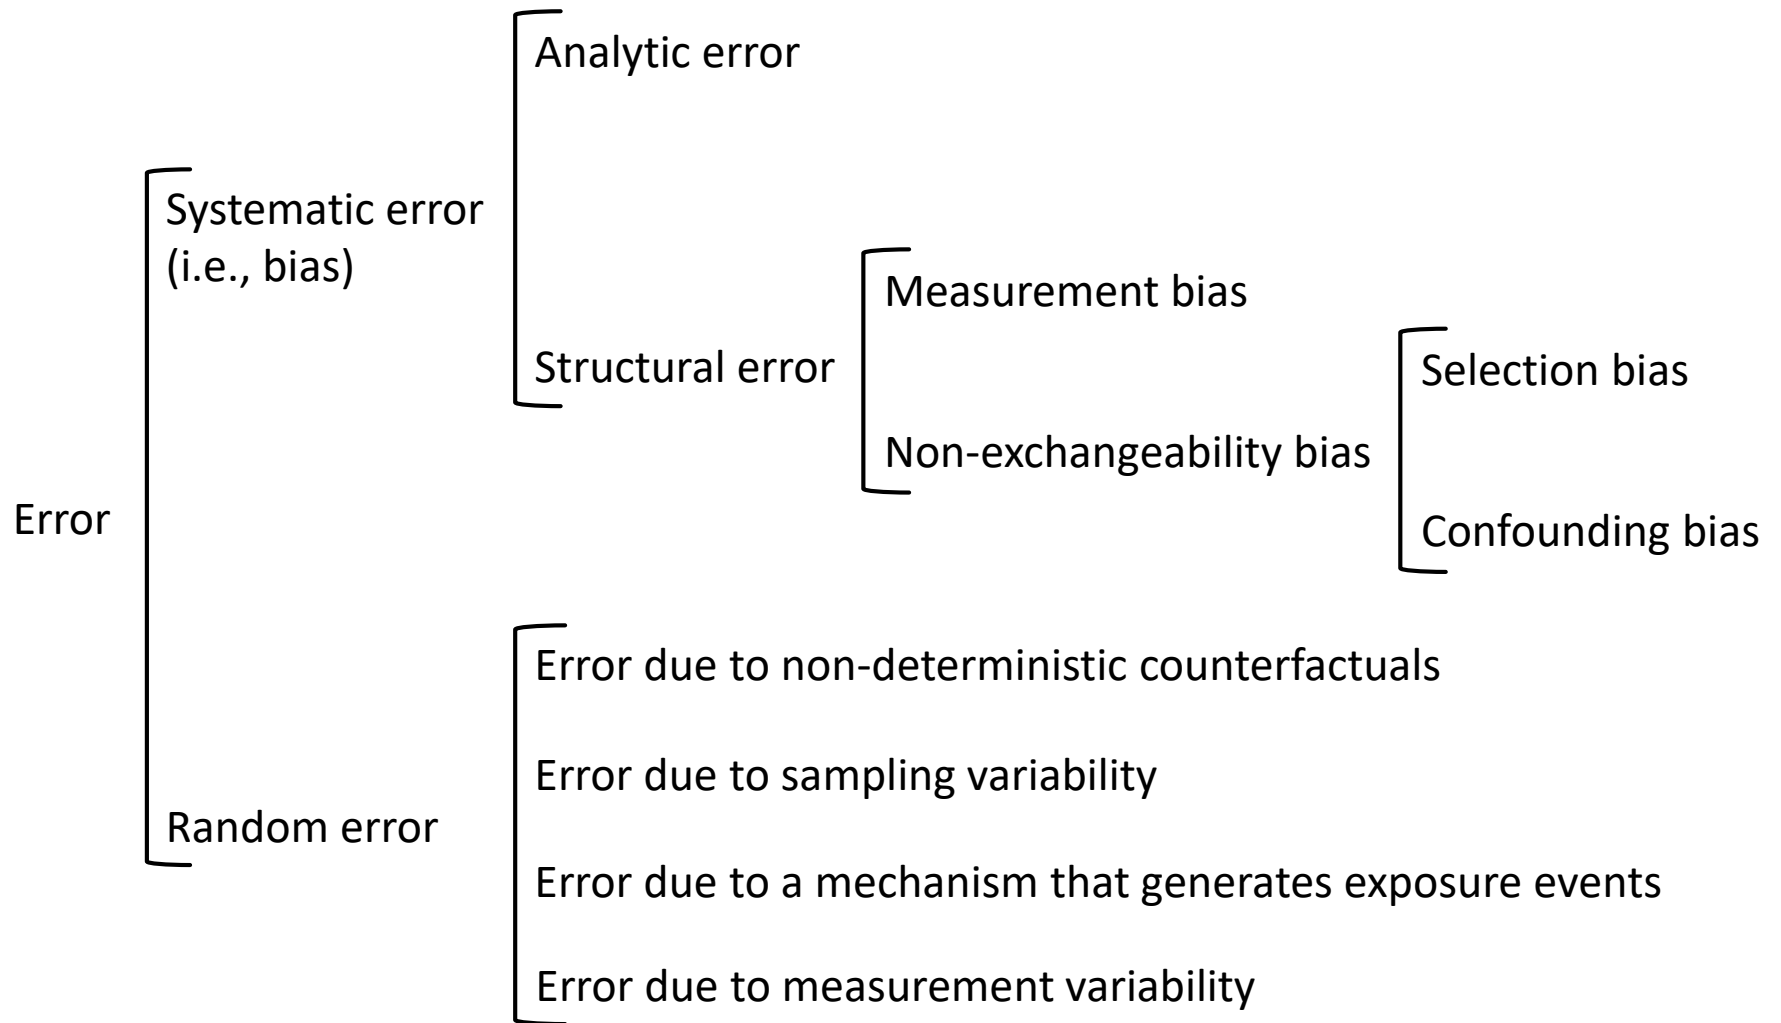 Analytic error
Systematic error
(i.e., bias)
Measurement bias
Structural error
Selection bias
Non-exchangeability bias
Error
Confounding bias
Error due to non-deterministic counterfactuals
Error due to sampling variability
Random error
Error due to a mechanism that generates exposure events
Error due to measurement variability